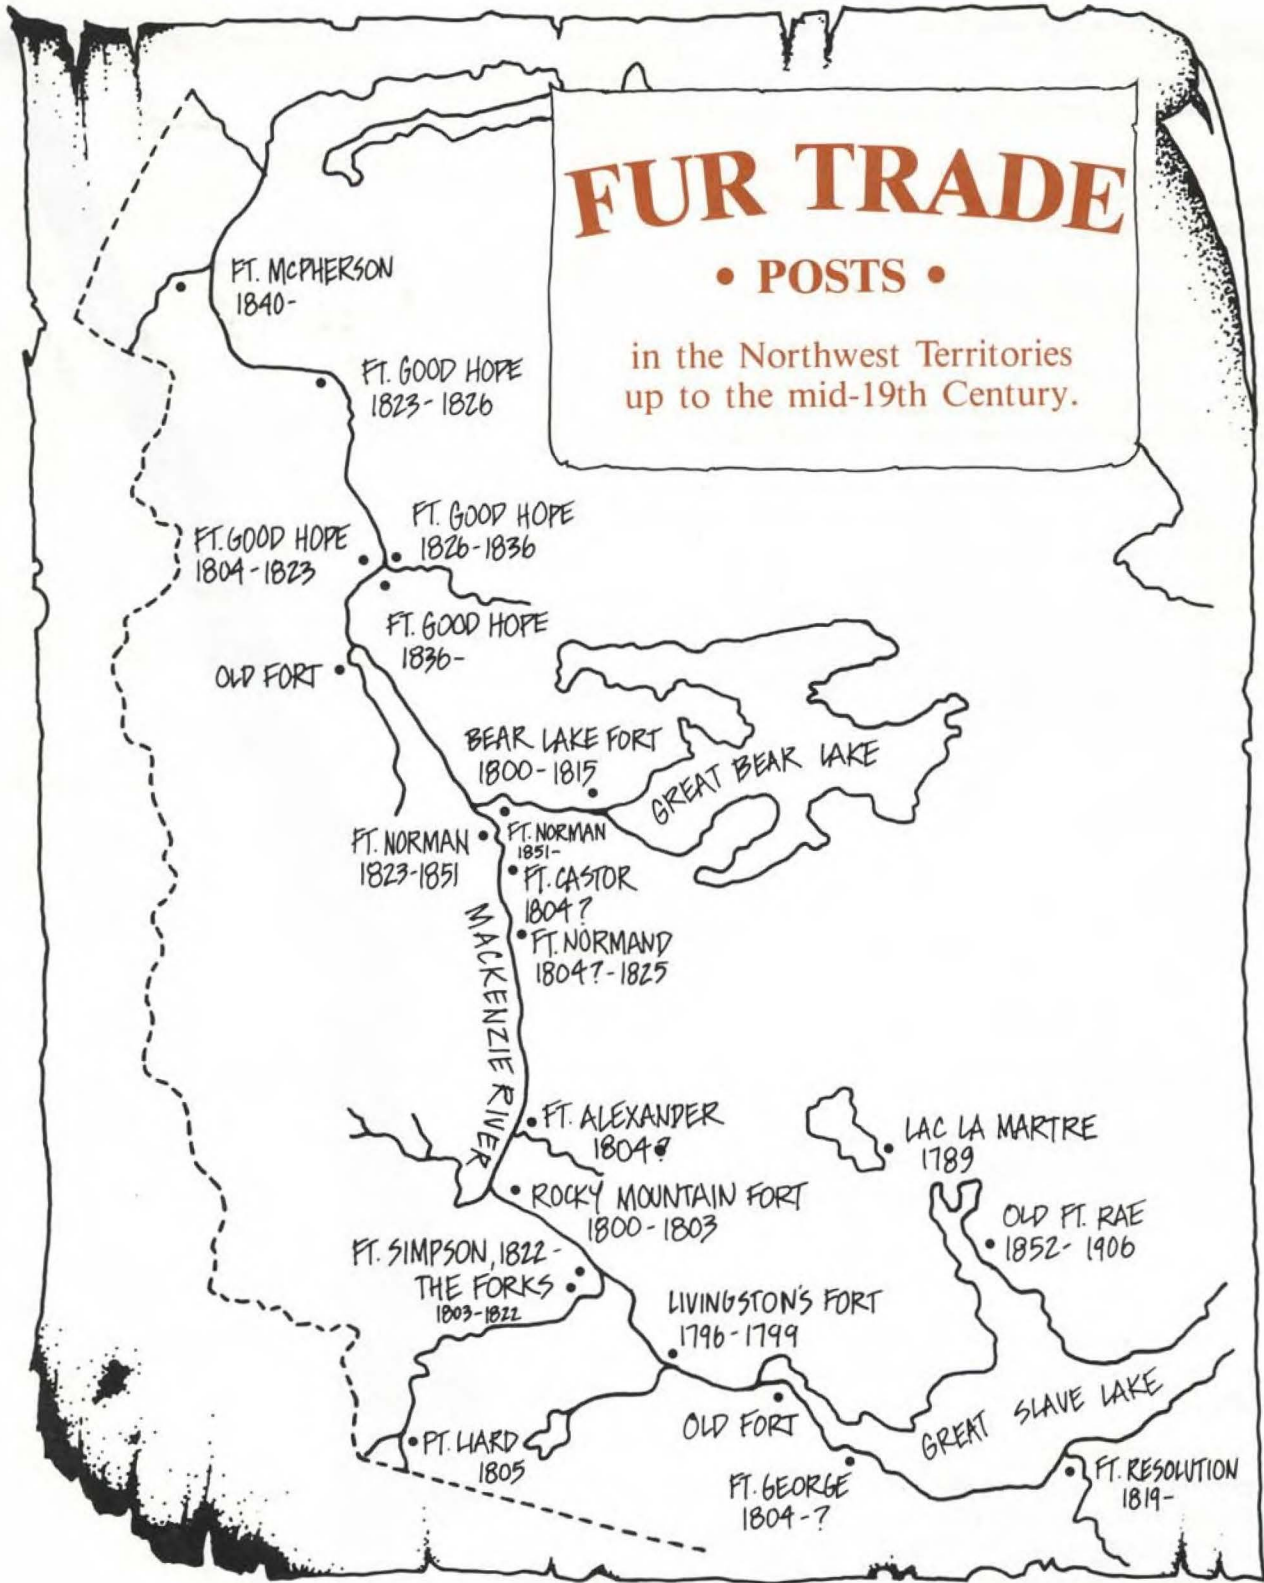 FUR TRADE
• POSTS •
in the Northwest Territories
up to the mid-19th Century.
FT. MCPHERSON
1840-
FT. GOOD HOPE
1823-1826
FT. GOOD HOPE
1826-1836
FT. GOOD HOPE
1804-1823
FT. GOOD HOPE
1836-
OLD FORT
BEAR LAKE FORT
1800-1815
GREAT BEAR LAKE
FT. NORMAN
1823-1851
FT. NORMAN
1851-
FT. CASTOR
1804?
FT. NORMAND
1804?-1825
MACKENZIE RIVER
FT. ALEXANDER
1804?
LAC LA MARTRE
1789
ROCKY MOUNTAIN FORT
1800-1803
OLD FT. RAE
1852-1906
FT. SIMPSON, 1822-
THE FORKS
1803-1822
LIVINGSTON'S FORT
1796-1799
GREAT SLAVE LAKE
OLD FORT
FT. LIARD
1805
FT. GEORGE
1804-?
FT. RESOLUTION
1819-